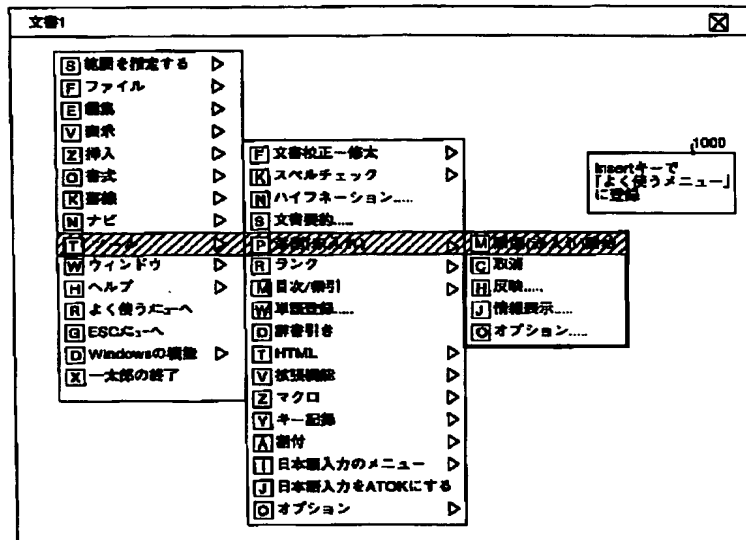 文書1
S 範囲を指定する
F ファイル
E 編集
V 表示
Z 挿入
O 書式
K 罫線
N ナビ
T
W ウィンドウ
H ヘルプ
R よく使うメニューへ
G ESCメニューへ
D Windowsの機能
X 一太郎の終了
F 文書校正~修太
K スペルチェック
N ハイフネーション.....
S 文書要約.....
P
R ランク
M 目次/索引
W 単語登録.....
D 辞書引き
T HTML
V 拡張機能
Z マクロ
Y キー記録
A 割付
I 日本語入力のメニュー
J 日本語入力をATOKにする
O オプション
M
C 取消
H 反映.....
J 情報表示.....
O オプション.....
1000
Insertキーで
「よく使うメニュー」
に登録